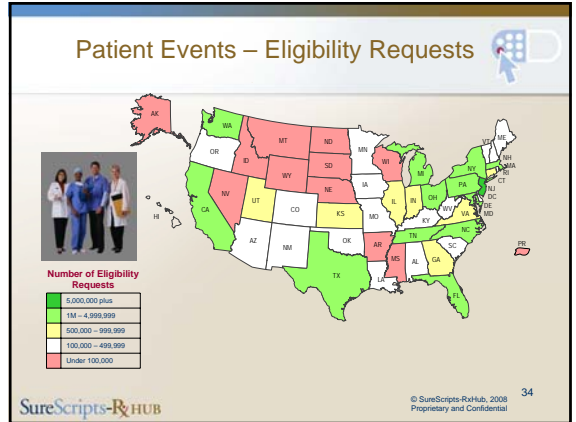 Patient Events – Eligibility Requests
AK
WA
OR
CA
NV
ID
MT
WY
UT
AZ
CO
NM
ND
SD
NE
KS
OK
TX
MN
IA
MO
AR
LA
WI
IL
MI
IN
OH
KY
TN
MS
AL
GA
FL
SC
NC
VA
WV
PA
NY
VT
ME
NH
MA
RI
CT
NJ
DC
DE
MD
HI
PR
Number of Eligibility
Requests
5,000,000 plus
1M – 4,999,999
500,000 – 999,999
100,000 – 499,999
Under 100,000
SureScripts-RxHUB
© SureScripts-RxHub, 2008
Proprietary and Confidential
34